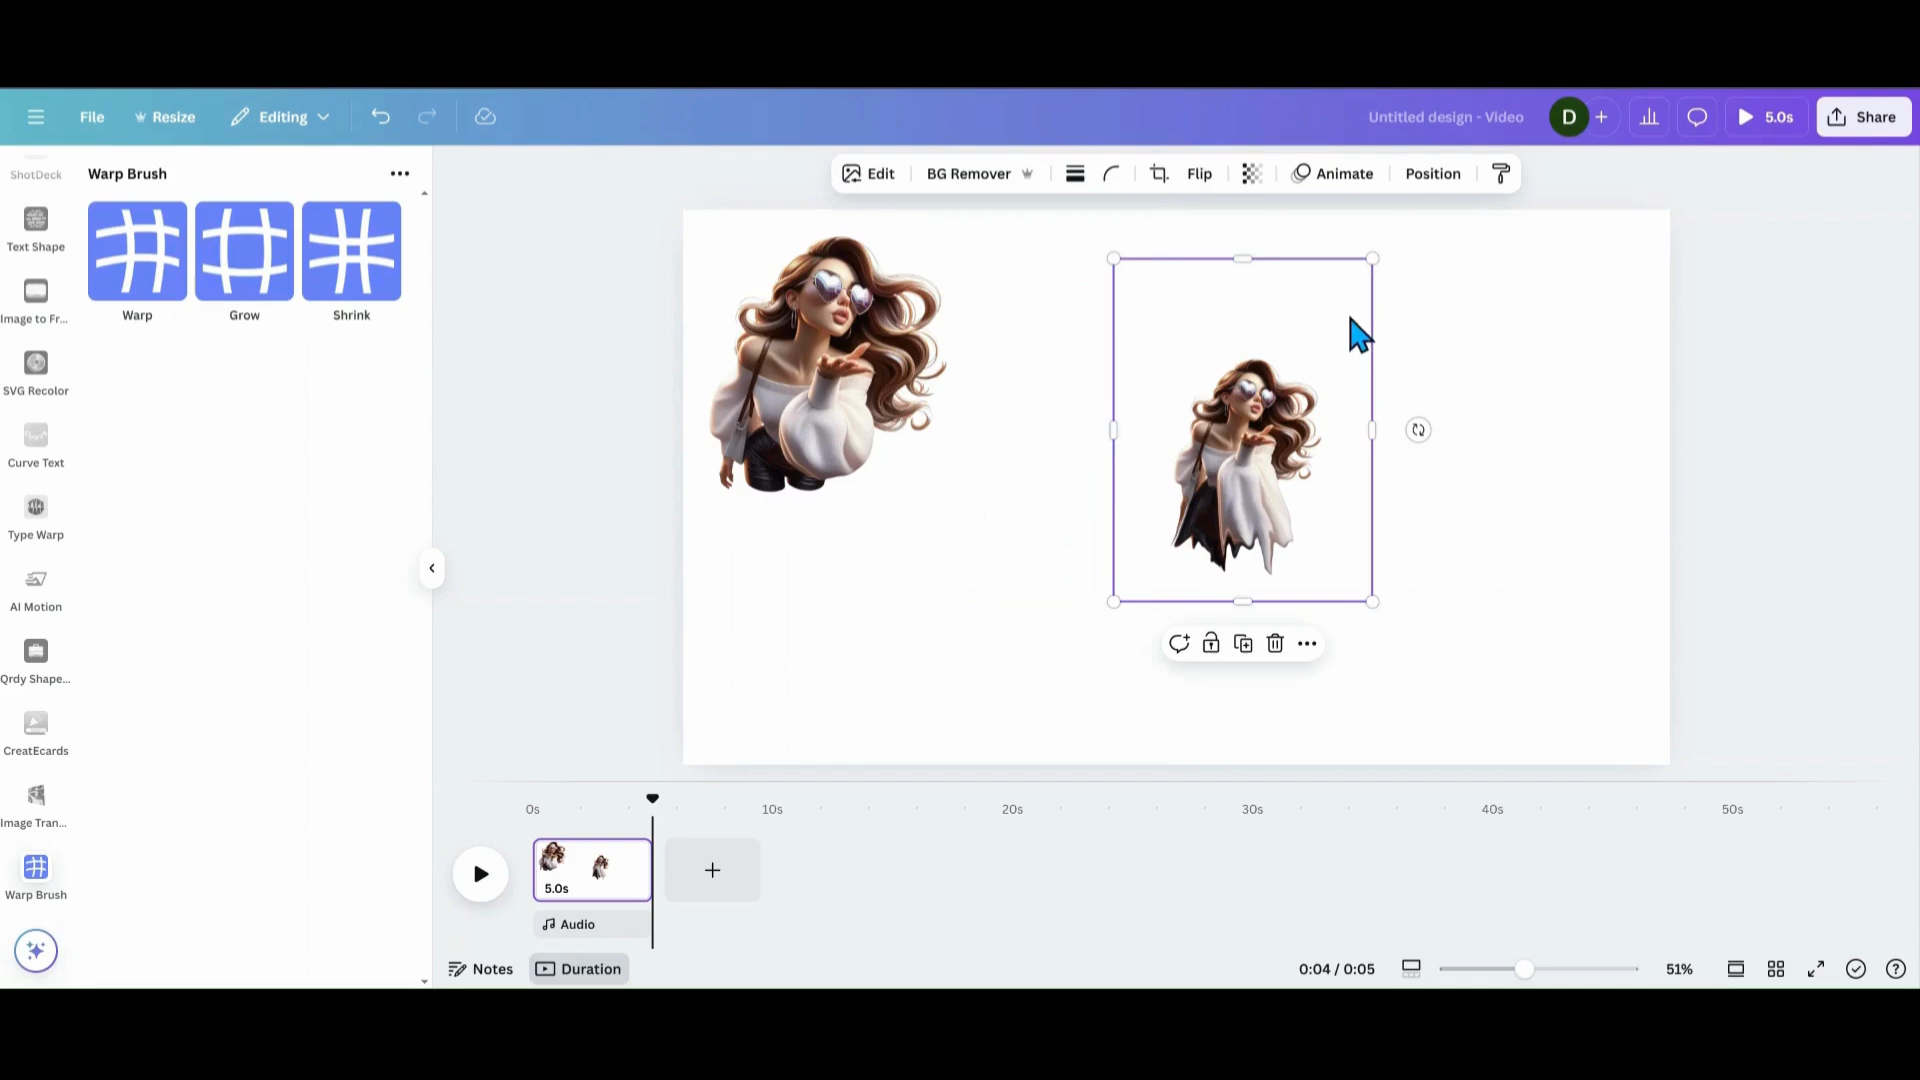 File
Resize
Editing
Untitled design - Video
D
5.0s
Share
ShotDeck
Text Shape
Image to Fr...
SVG Recolor
Curve Text
Type Warp
AI Motion
Qrdy Shape...
CreatEcards
Image Tran...
Warp Brush
Warp Brush
Warp
Grow
Shrink
Edit
BG Remover
Flip
Animate
Position
0s
10s
20s
30s
40s
50s
5.0s
Audio
Notes
Duration
0:04 / 0:05
51%